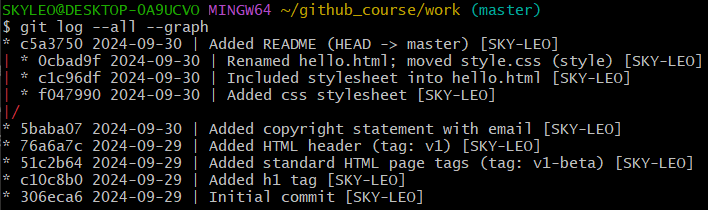 SKYLEO@DESKTOP-0A9UCVO MINGW64 ~/github_course/work (master)
$ git log --all --graph
* c5a3750 2024-09-30 | Added README (HEAD -> master) [SKY-LEO]
| * 0cbad9f 2024-09-30 | Renamed hello.html; moved style.css (style) [SKY-LEO]
| * c1c96df 2024-09-30 | Included stylesheet into hello.html [SKY-LEO]
| * f047990 2024-09-30 | Added css stylesheet [SKY-LEO]
|/
* 5baba07 2024-09-30 | Added copyright statement with email [SKY-LEO]
* 76a6a7c 2024-09-29 | Added HTML header (tag: v1) [SKY-LEO]
* 51c2b64 2024-09-29 | Added standard HTML page tags (tag: v1-beta) [SKY-LEO]
* c10c8b0 2024-09-29 | Added h1 tag [SKY-LEO]
* 306eca6 2024-09-29 | Initial commit [SKY-LEO]